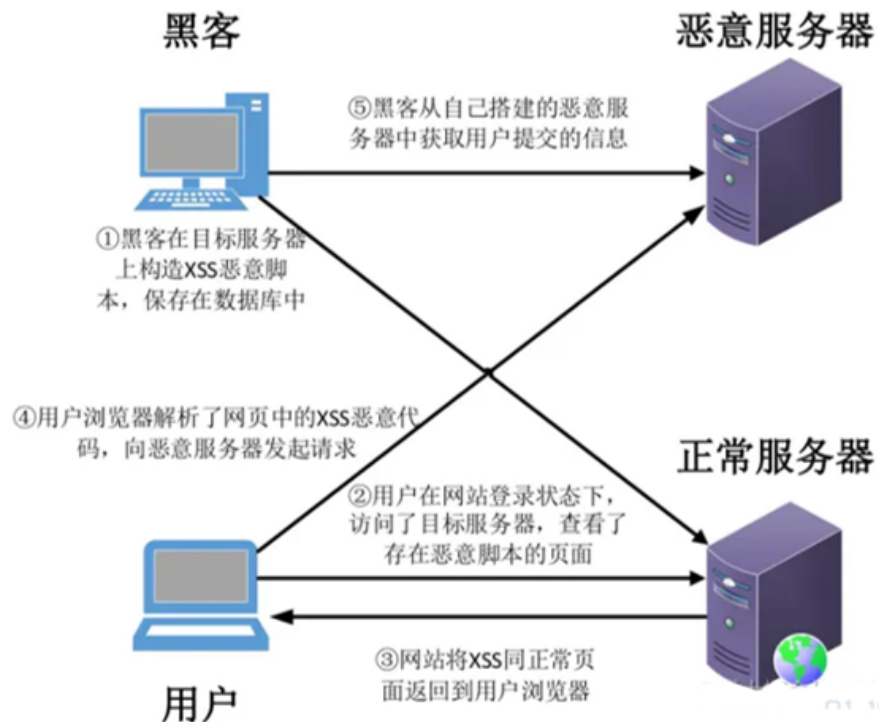 黑客
恶意服务器
⑤黑客从自己搭建的恶意服
务器中获取用户提交的信息
①黑客在目标服务器
上构造XSS恶意脚
本，保存在数据库中
④用户浏览器解析了网页中的XSS恶意代
码，向恶意服务器发起请求
正常服务器
②用户在网站登录状态下，
访问了目标服务器，查看了
存在恶意脚本的页面
③网站将XSS同正常页
面返回到用户浏览器
用户